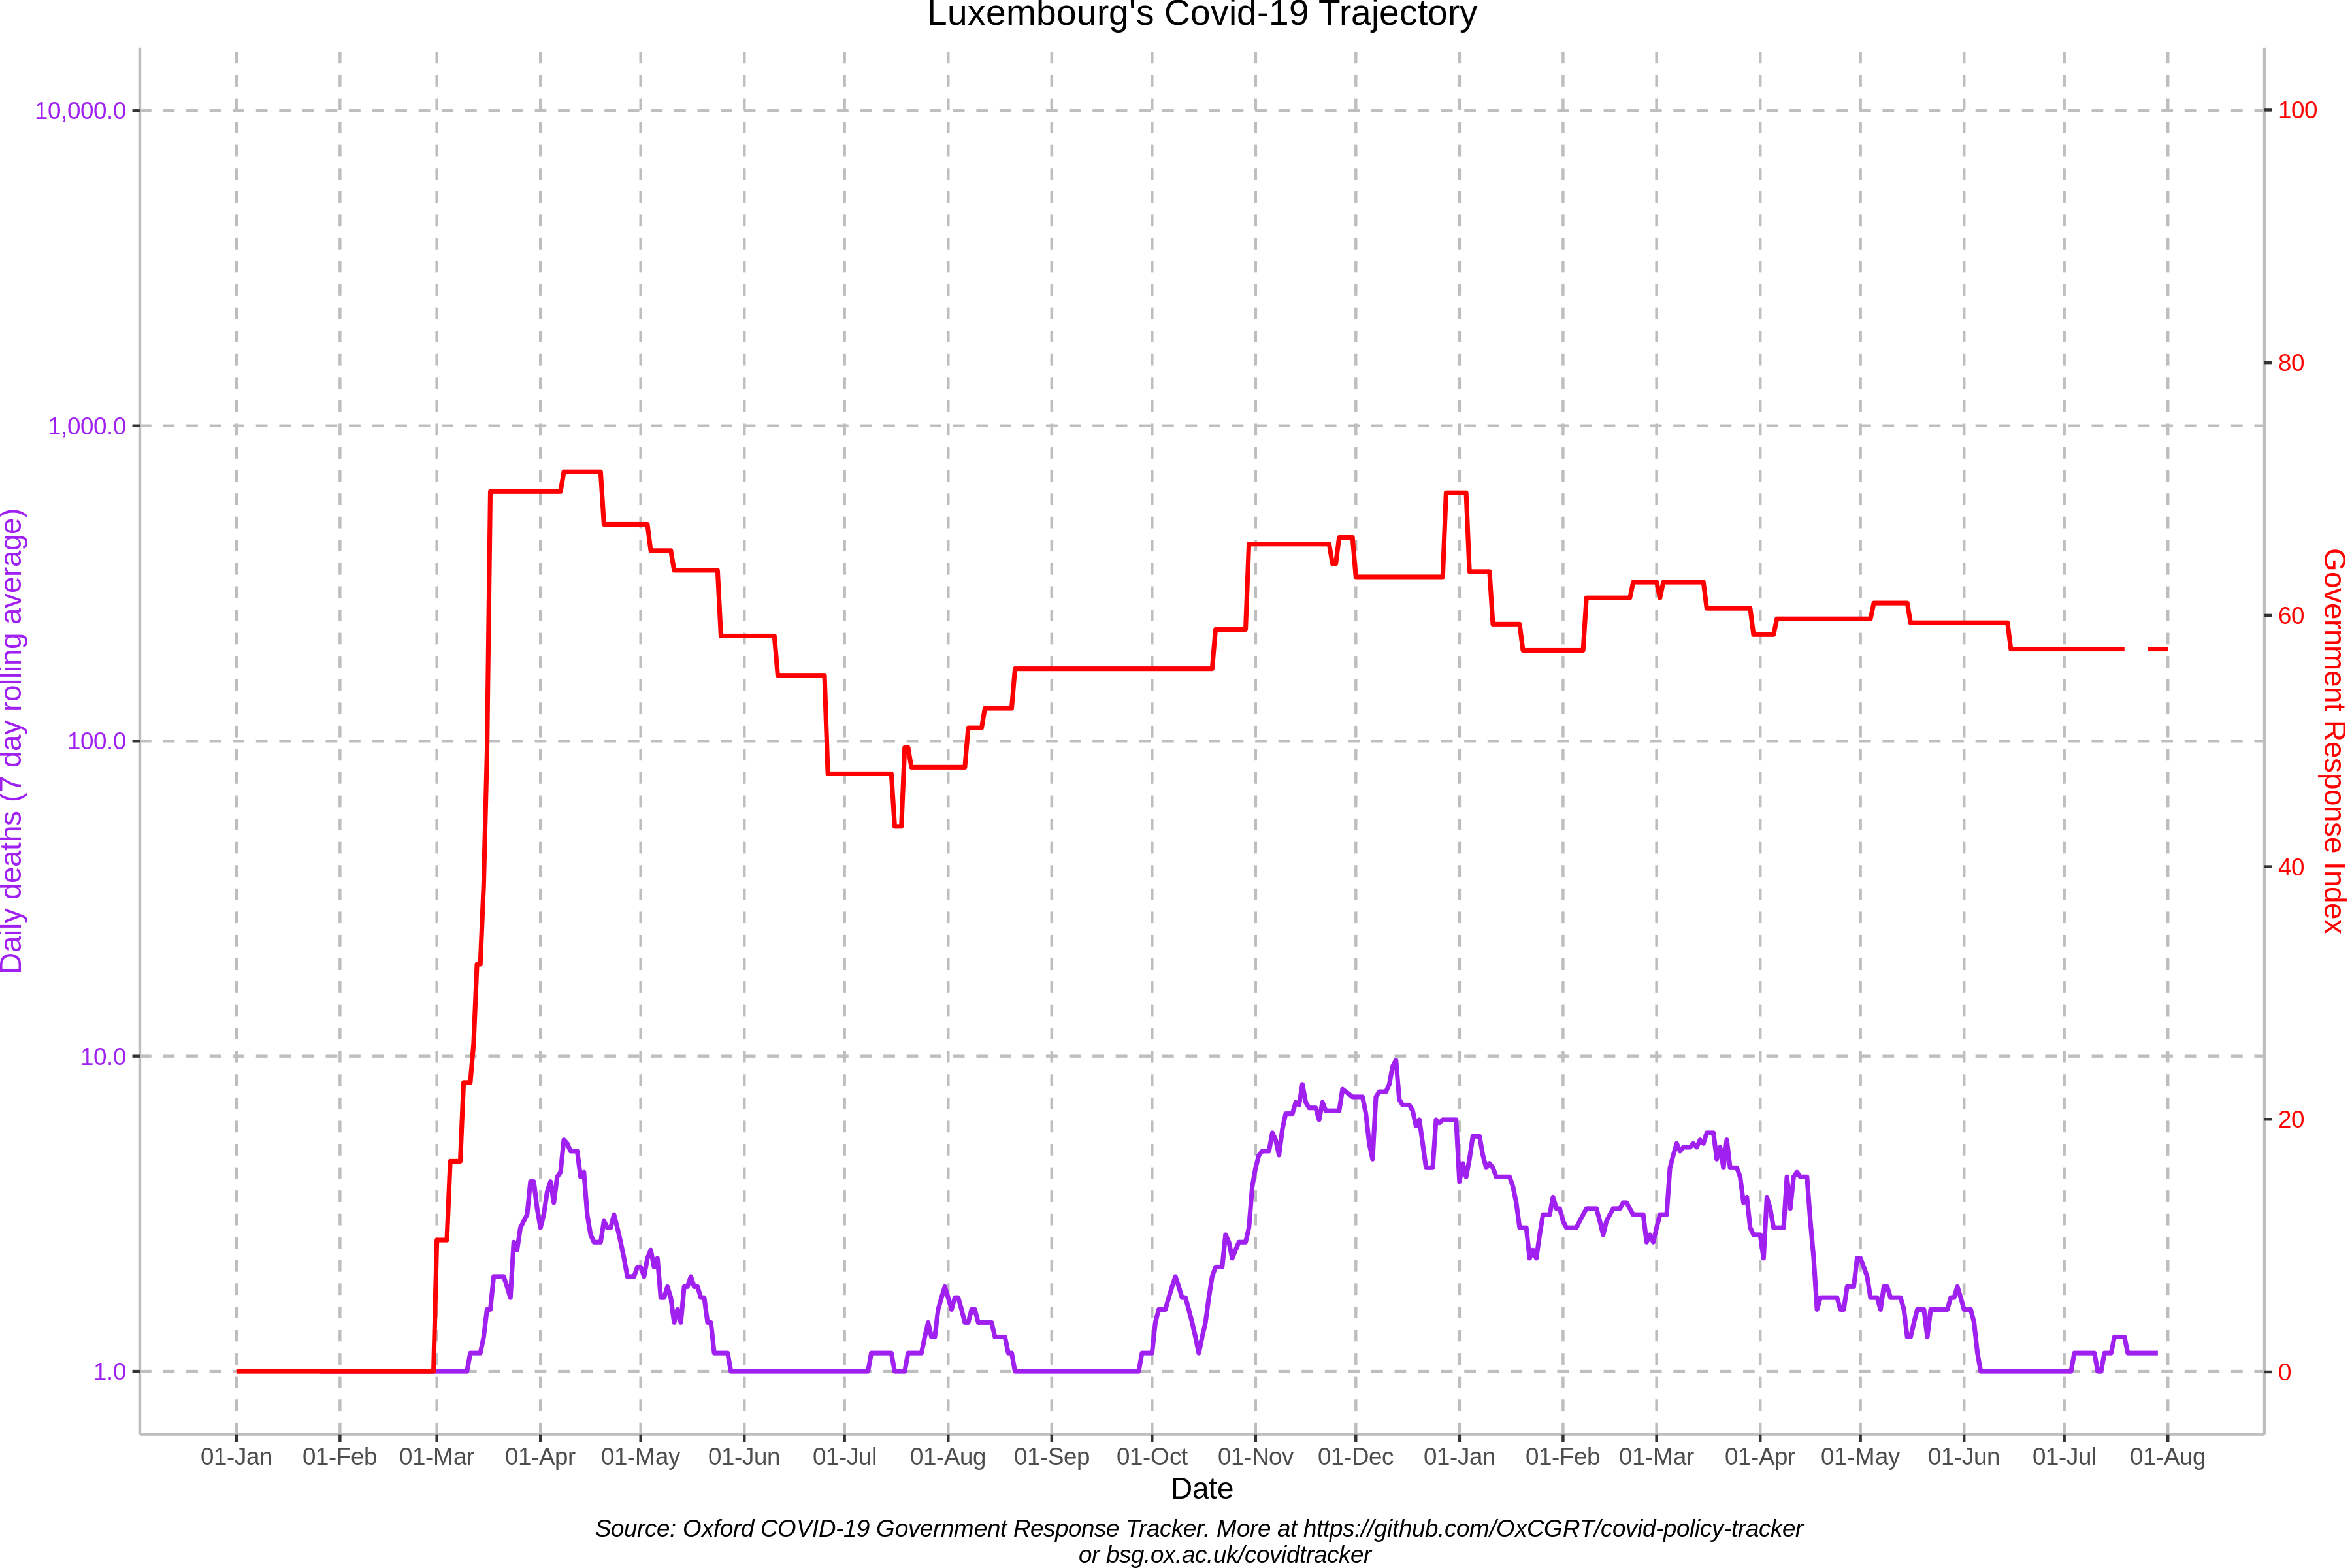 Luxembourg's Covid-19 Trajectory
10,000.0
1,000.0
100.0
10.0
1.0
Daily deaths (7 day rolling average)
100
80
60
40
20
0
Government Response Index
01-Jan 01-Feb 01-Mar 01-Apr 01-May 01-Jun 01-Jul 01-Aug 01-Sep 01-Oct 01-Nov 01-Dec 01-Jan 01-Feb 01-Mar 01-Apr 01-May 01-Jun 01-Jul 01-Aug
Date
Source: Oxford COVID-19 Government Response Tracker. More at https://github.com/OxCGRT/covid-policy-tracker
or bsg.ox.ac.uk/covidtracker